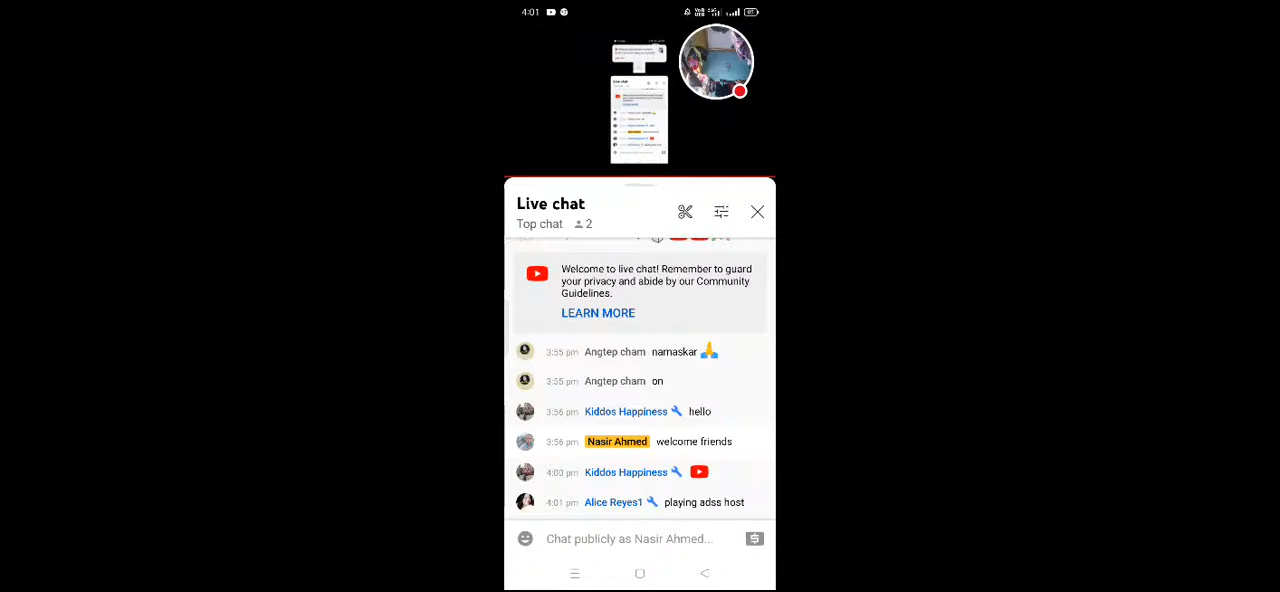 4:01
Live chat
Top chat 2
Welcome to live chat! Remember to guard
your privacy and abide by our Community
Guidelines.
LEARN MORE
3:55 pm Angtep cham namaskar 🙏
3:55 pm Angtep cham on
3:56 pm Kiddos Happiness hello
3:56 pm Nasir Ahmed welcome friends
4:00 pm Kiddos Happiness
4:01 pm Alice Reyes1 playing adss host
Chat publicly as Nasir Ahmed...